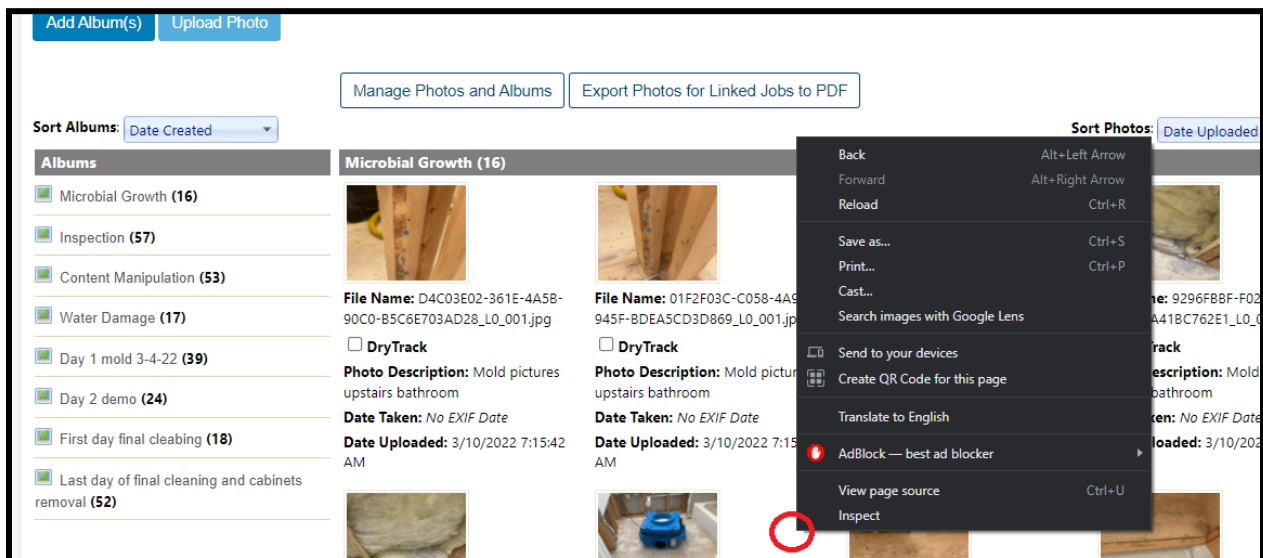 Add Album(s) Upload Photo
Manage Photos and Albums Export Photos for Linked Jobs to PDF
Sort Albums: Date Created
Sort Photos: Date Uploaded
Albums
Microbial Growth (16)
Inspection (57)
Content Manipulation (53)
Water Damage (17)
Day 1 mold 3-4-22 (39)
Day 2 demo (24)
First day final cleabing (18)
Last day of final cleaning and cabinets
removal (52)
Microbial Growth (16)
File Name: D4C03E02-361E-4A5B-
90C0-B5C6E703AD28_L0_001.jpg
DryTrack
Photo Description: Mold pictures
upstairs bathroom
Date Taken: No EXIF Date
Date Uploaded: 3/10/2022 7:15:42
AM
File Name: 01F2F03C-C058-4A9
945F-BDEA5CD3D869_L0_001.jp
DryTrack
Photo Description: Mold pictur
upstairs bathroom
Date Taken: No EXIF Date
Date Uploaded: 3/10/2022 7:15
AM
Back Alt+Left Arrow
Forward Alt+Right Arrow
Reload Ctrl+R
Save as... Ctrl+S
Print... Ctrl+P
Cast...
Search images with Google Lens
Send to your devices
Create QR Code for this page
Translate to English
AdBlock — best ad blocker
View page source Ctrl+U
Inspect
me: 9296FBBF-F02
A41BC762E1_L0_0
rack
escription: Mold
bathroom
ken: No EXIF Date
loaded: 3/10/202